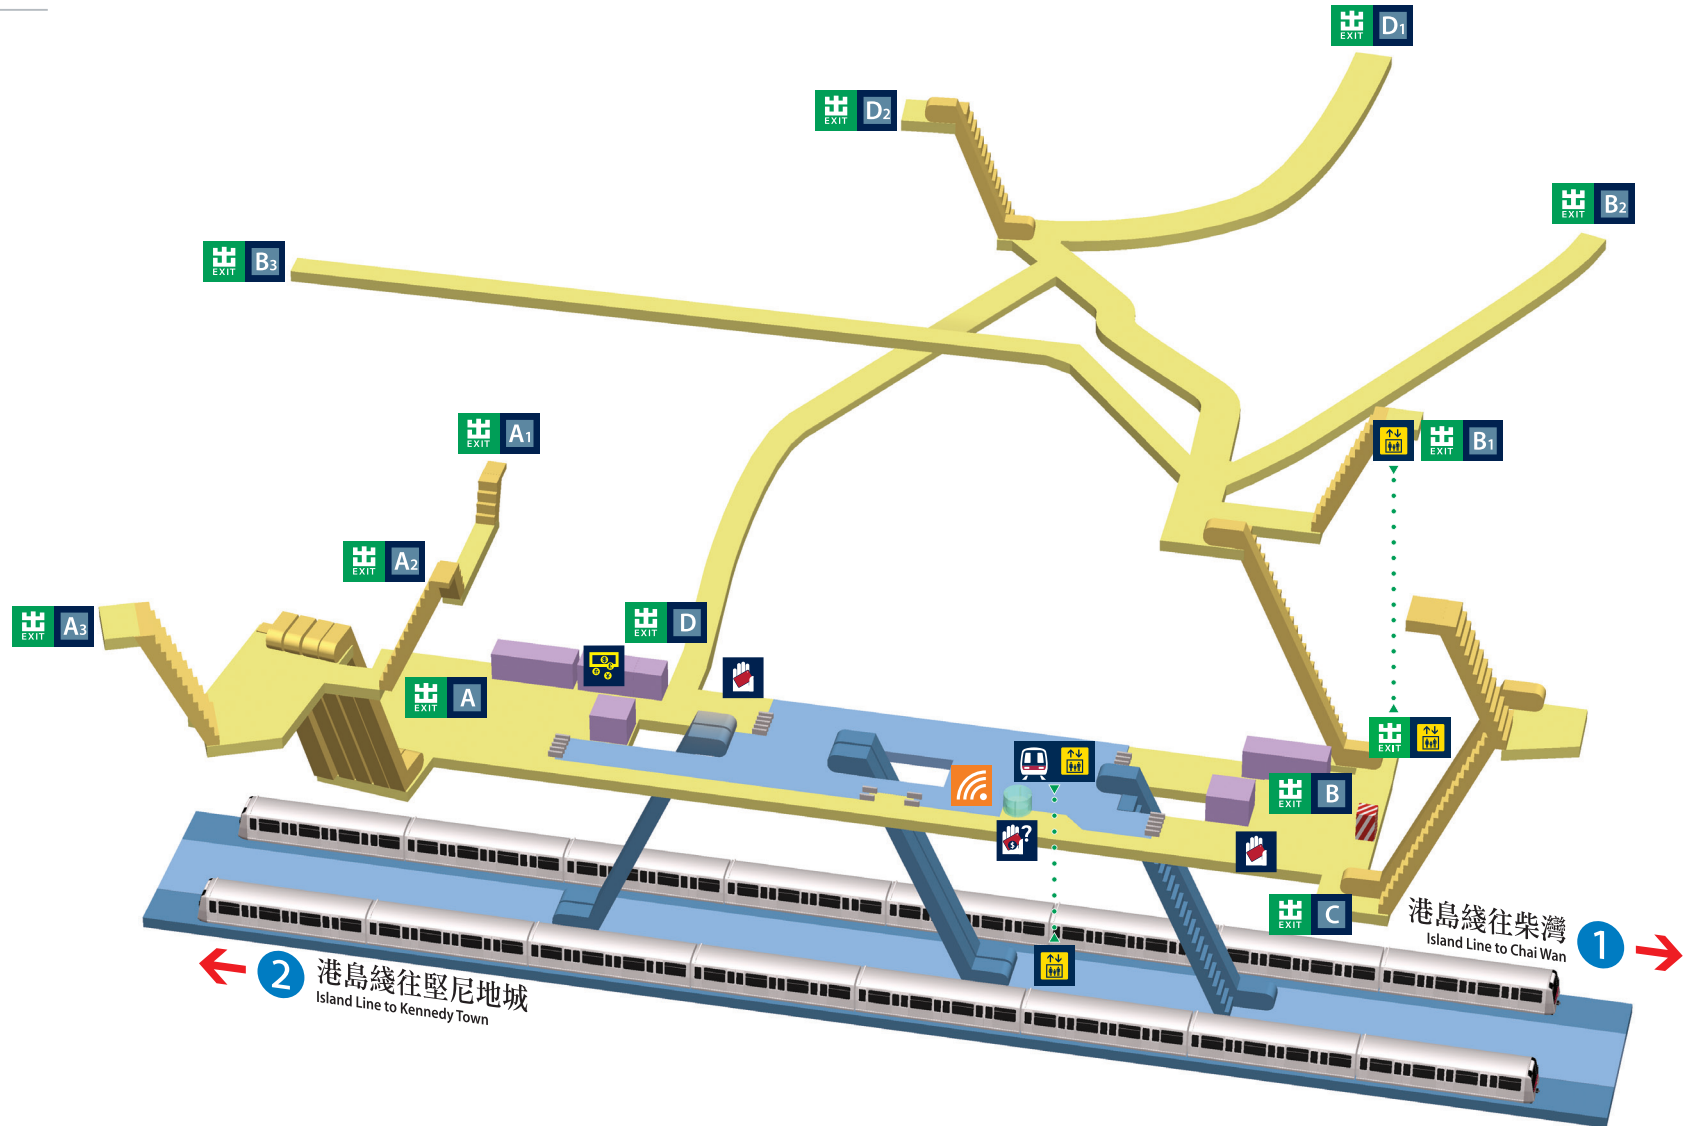 出 EXIT D1
出 EXIT D2
出 EXIT B2
出 EXIT B3
出 EXIT A1
出 EXIT B1
出 EXIT A2
出 EXIT A3
出 EXIT D
出 EXIT A
出 EXIT
出 EXIT B
?
出 EXIT C
港島綫往柴灣
Island Line to Chai Wan
1
2
港島綫往堅尼地城
Island Line to Kennedy Town